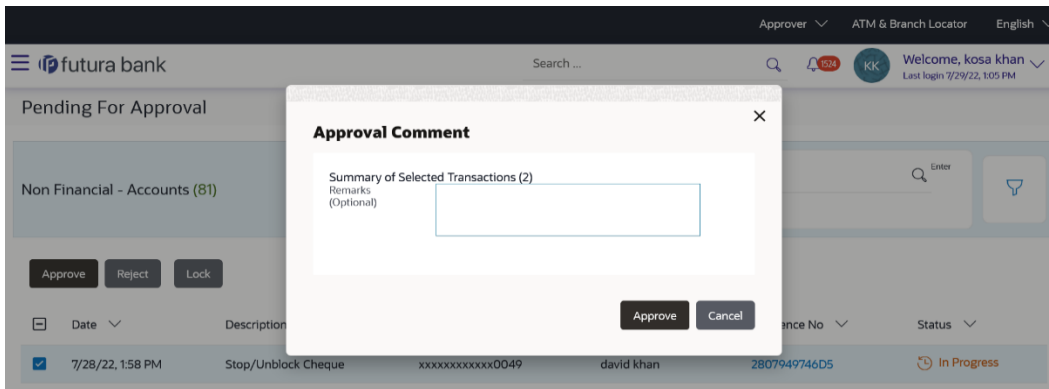 Approver ATM & Branch Locator English
futura bank Search ... 1524 KK Welcome, kosa khan
Last login 7/29/22, 1:05 PM
Pending For Approval
Approval Comment
Summary of Selected Transactions (2)
Remarks
(Optional)
Non Financial - Accounts (81)
Enter
Approve Reject Lock
Approve Cancel
Date Description ence No Status
7/28/22, 1:58 PM Stop/Unblock Cheque xxxxxxxxxxxx0049 david khan 2807949746D5 In Progress